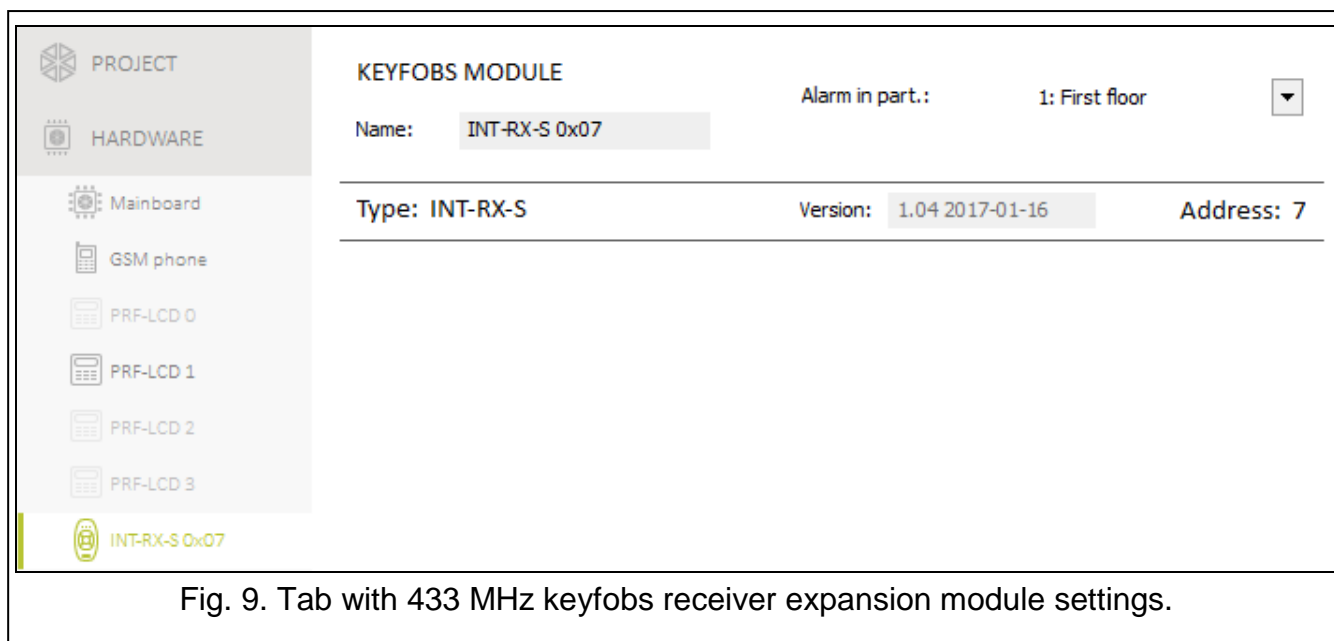 PROJECT
HARDWARE
Mainboard
GSM phone
PRF-LCD 0
PRF-LCD 1
PRF-LCD 2
PRF-LCD 3
INT-RX-S 0x07
KEYFOBS MODULE
Name: INT-RX-S 0x07
Alarm in part.: 1: First floor
Type: INT-RX-S Version: 1.04 2017-01-16 Address: 7
Fig. 9. Tab with 433 MHz keyfobs receiver expansion module settings.